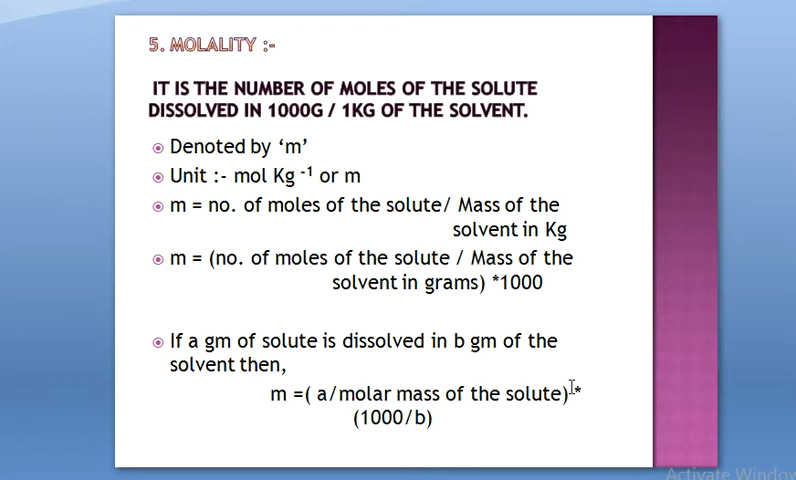 5. MOLALITY :-
IT IS THE NUMBER OF MOLES OF THE SOLUTE
DISSOLVED IN 1000G / 1KG OF THE SOLVENT.
Denoted by ‘m’
Unit :- mol Kg -1 or m
m = no. of moles of the solute/ Mass of the
solvent in Kg
m = (no. of moles of the solute / Mass of the
solvent in grams) *1000
If a gm of solute is dissolved in b gm of the
solvent then,
m =( a/molar mass of the solute) *
(1000/b)
Activate Window